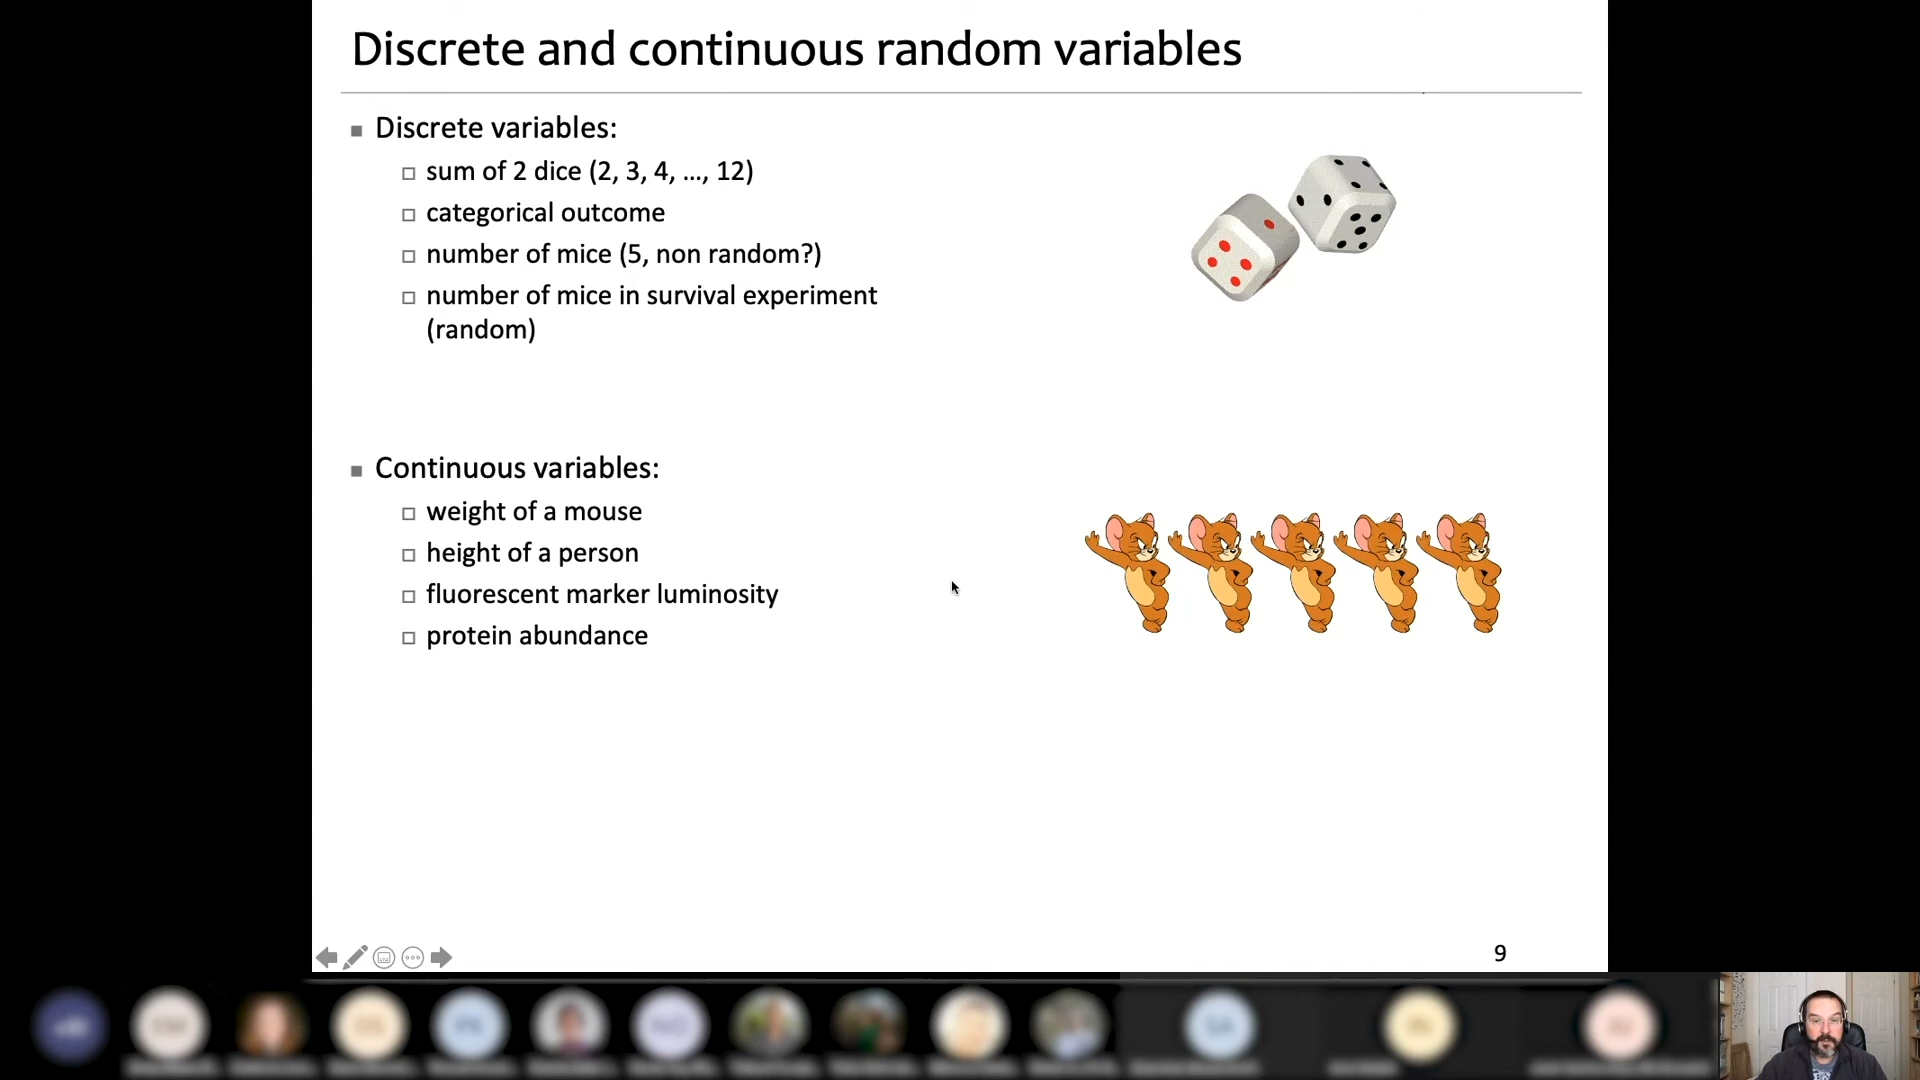 Discrete and continuous random variables
Discrete variables:
sum of 2 dice (2, 3, 4, ..., 12)
categorical outcome
number of mice (5, non random?)
number of mice in survival experiment
(random)
Continuous variables:
weight of a mouse
height of a person
fluorescent marker luminosity
protein abundance
9